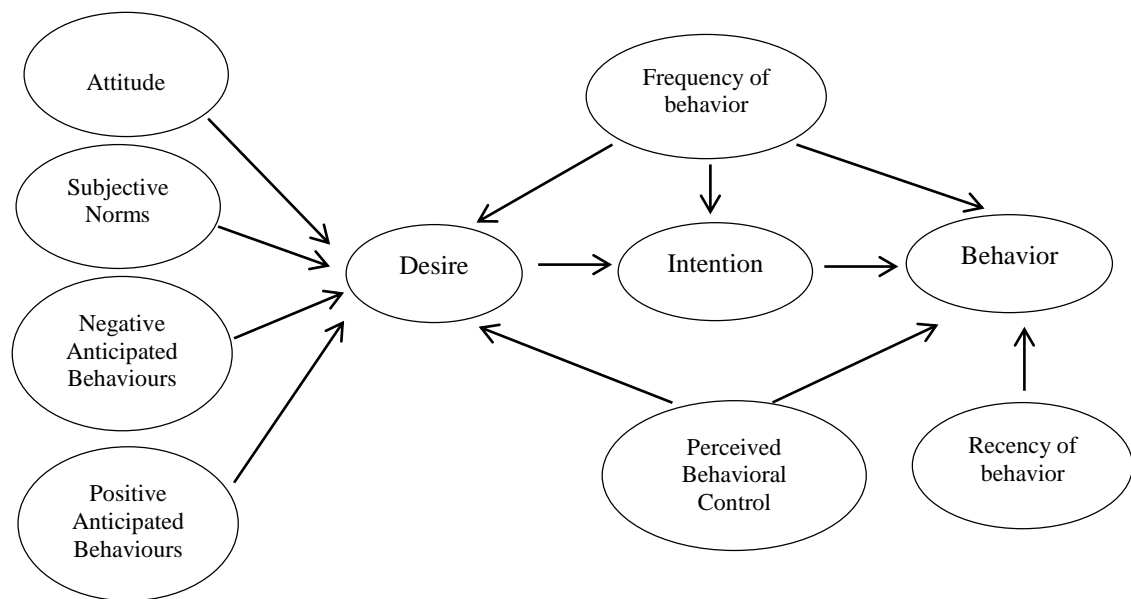 Attitude
Subjective
Norms
Negative
Anticipated
Behaviours
Positive
Anticipated
Behaviours
Desire
Frequency of
behavior
Intention
Perceived
Behavioral
Control
Behavior
Recency of
behavior